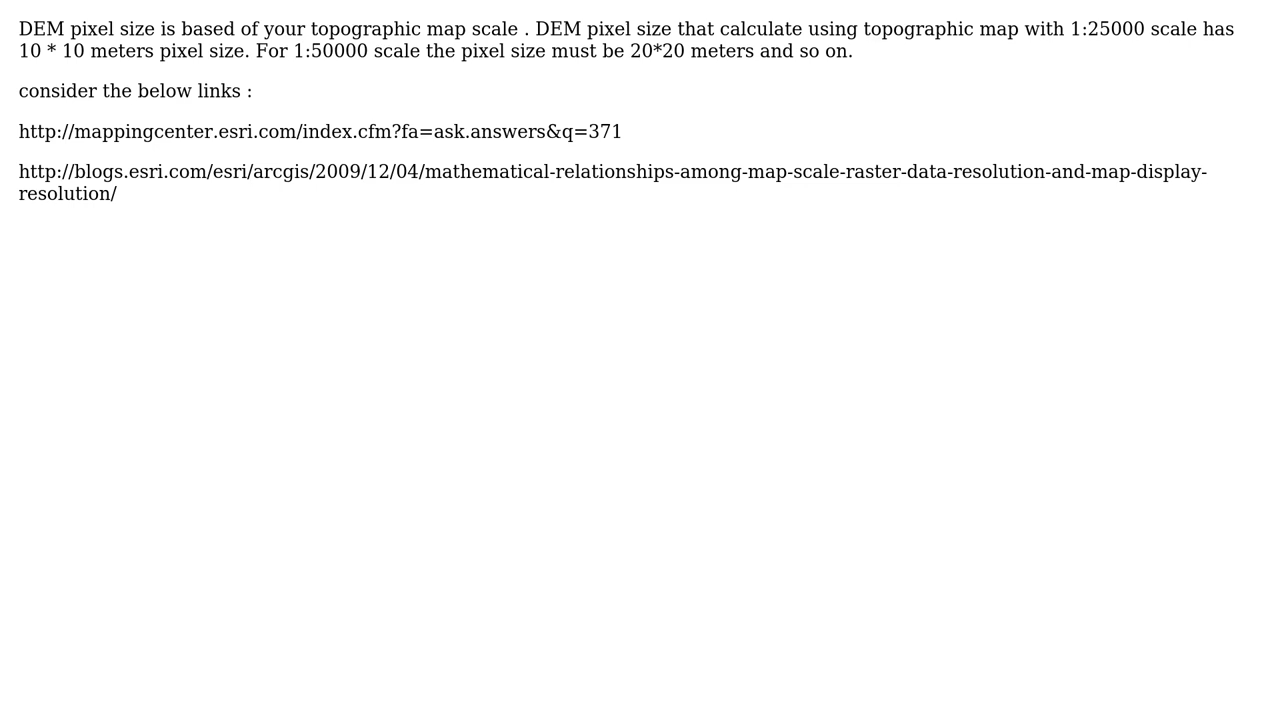 DEM pixel size is based of your topographic map scale . DEM pixel size that calculate using topographic map with 1:25000 scale has
10 * 10 meters pixel size. For 1:50000 scale the pixel size must be 20*20 meters and so on.
consider the below links :
http://mappingcenter.esri.com/index.cfm?fa=ask.answers&q=371
http://blogs.esri.com/esri/arcgis/2009/12/04/mathematical-relationships-among-map-scale-raster-data-resolution-and-map-display-
resolution/